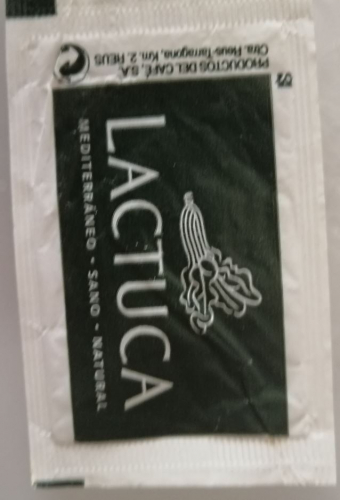 LACTUCA
MEDITERRÁNEO - SANO - NATURAL
PRODUCTOS DEL CAFÉ, S.A.
Ctra. Reus-Tarragona, Km. 2. REUS